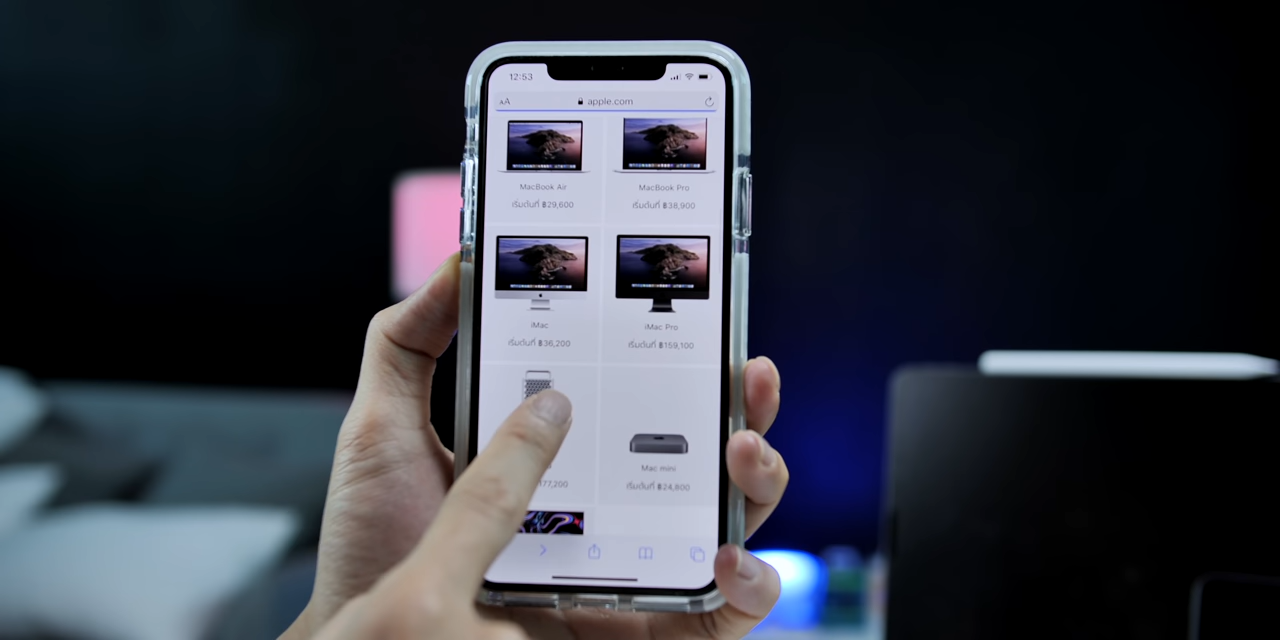 12:53
AA
apple.com
MacBook Air
MacBook Pro
เริ่มต้นที่ ฿29,600
เริ่มต้นที่ ฿38,900
iMac
iMac Pro
เริ่มต้นที่ ฿36,200
เริ่มต้นที่ ฿159,100
Mac mini
177,200
เริ่มต้นที่ ฿24,800